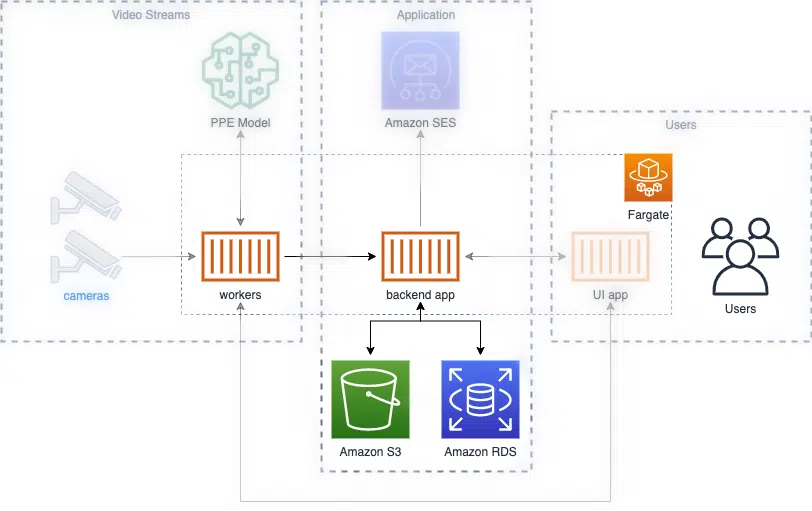 Video Streams
Application
PPE Model
Amazon SES
Users
Fargate
cameras
workers
backend app
UI app
Users
Amazon S3
Amazon RDS